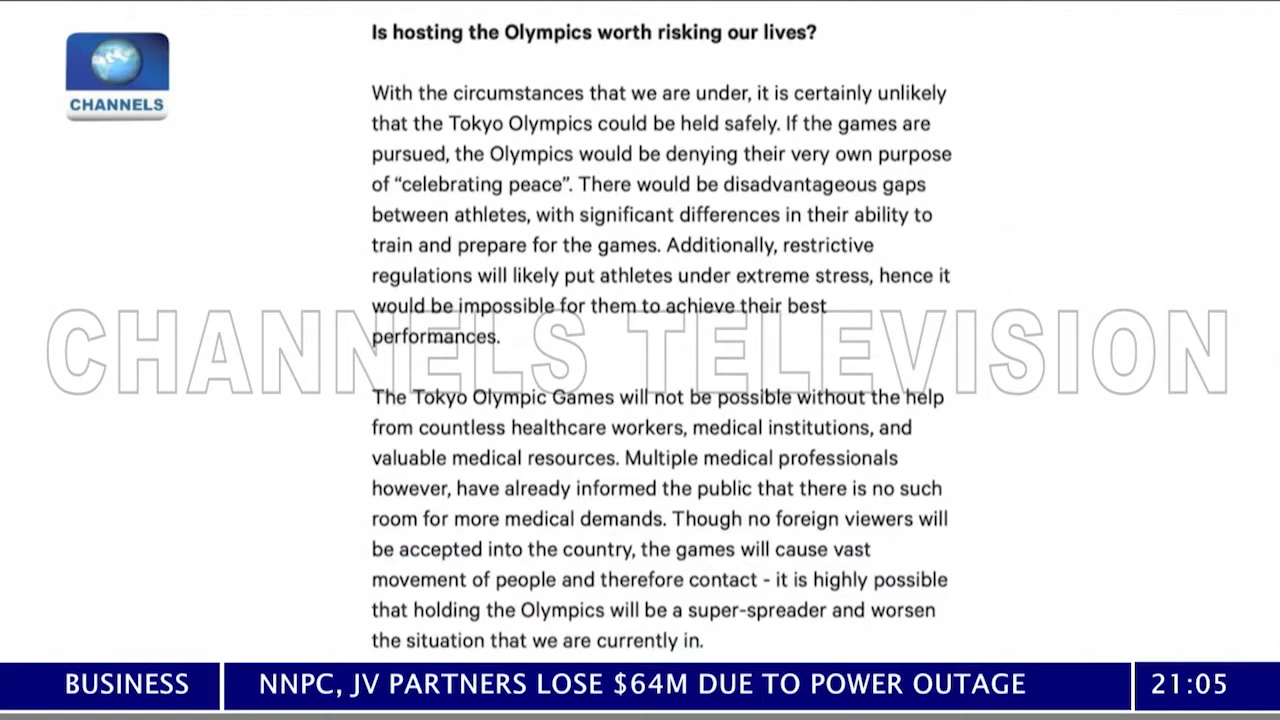 Is hosting the Olympics worth risking our lives?
CHANNELS
With the circumstances that we are under, it is certainly unlikely
that the Tokyo Olympics could be held safely. If the games are
pursued, the Olympics would be denying their very own purpose
of “celebrating peace”. There would be disadvantageous gaps
between athletes, with significant differences in their ability to
train and prepare for the games. Additionally, restrictive
regulations will likely put athletes under extreme stress, hence it
would be impossible for them to achieve their best
performances.
CHANNELS TELEVISION
The Tokyo Olympic Games will not be possible without the help
from countless healthcare workers, medical institutions, and
valuable medical resources. Multiple medical professionals
however, have already informed the public that there is no such
room for more medical demands. Though no foreign viewers will
be accepted into the country, the games will cause vast
movement of people and therefore contact - it is highly possible
that holding the Olympics will be a super-spreader and worsen
the situation that we are currently in.
BUSINESS NNPC, JV PARTNERS LOSE $64M DUE TO POWER OUTAGE 21:05